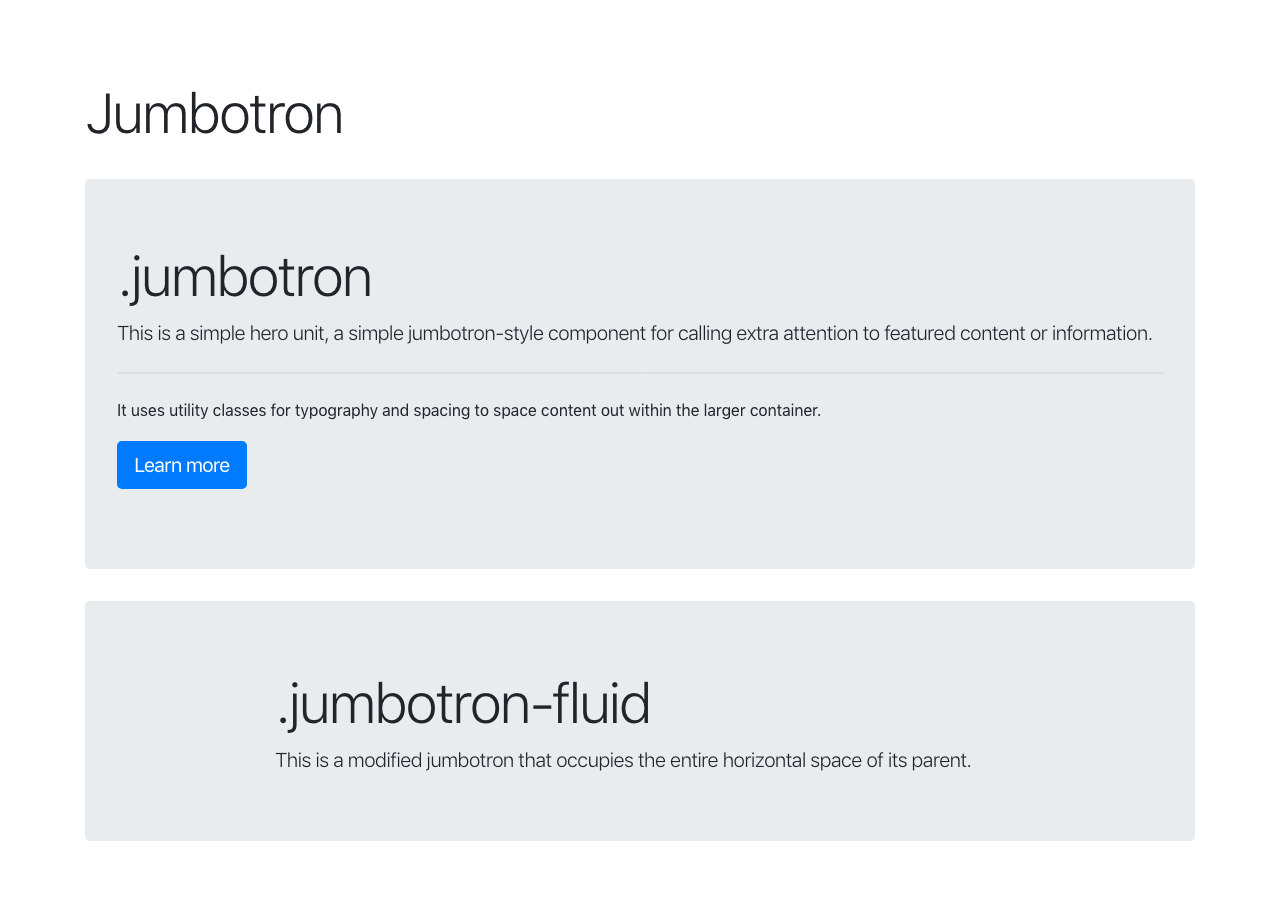 Jumbotron
.jumbotron
This is a simple hero unit, a simple jumbotron-style component for calling extra attention to featured content or information.
It uses utility classes for typography and spacing to space content out within the larger container.
Learn more
.jumbotron-fluid
This is a modified jumbotron that occupies the entire horizontal space of its parent.